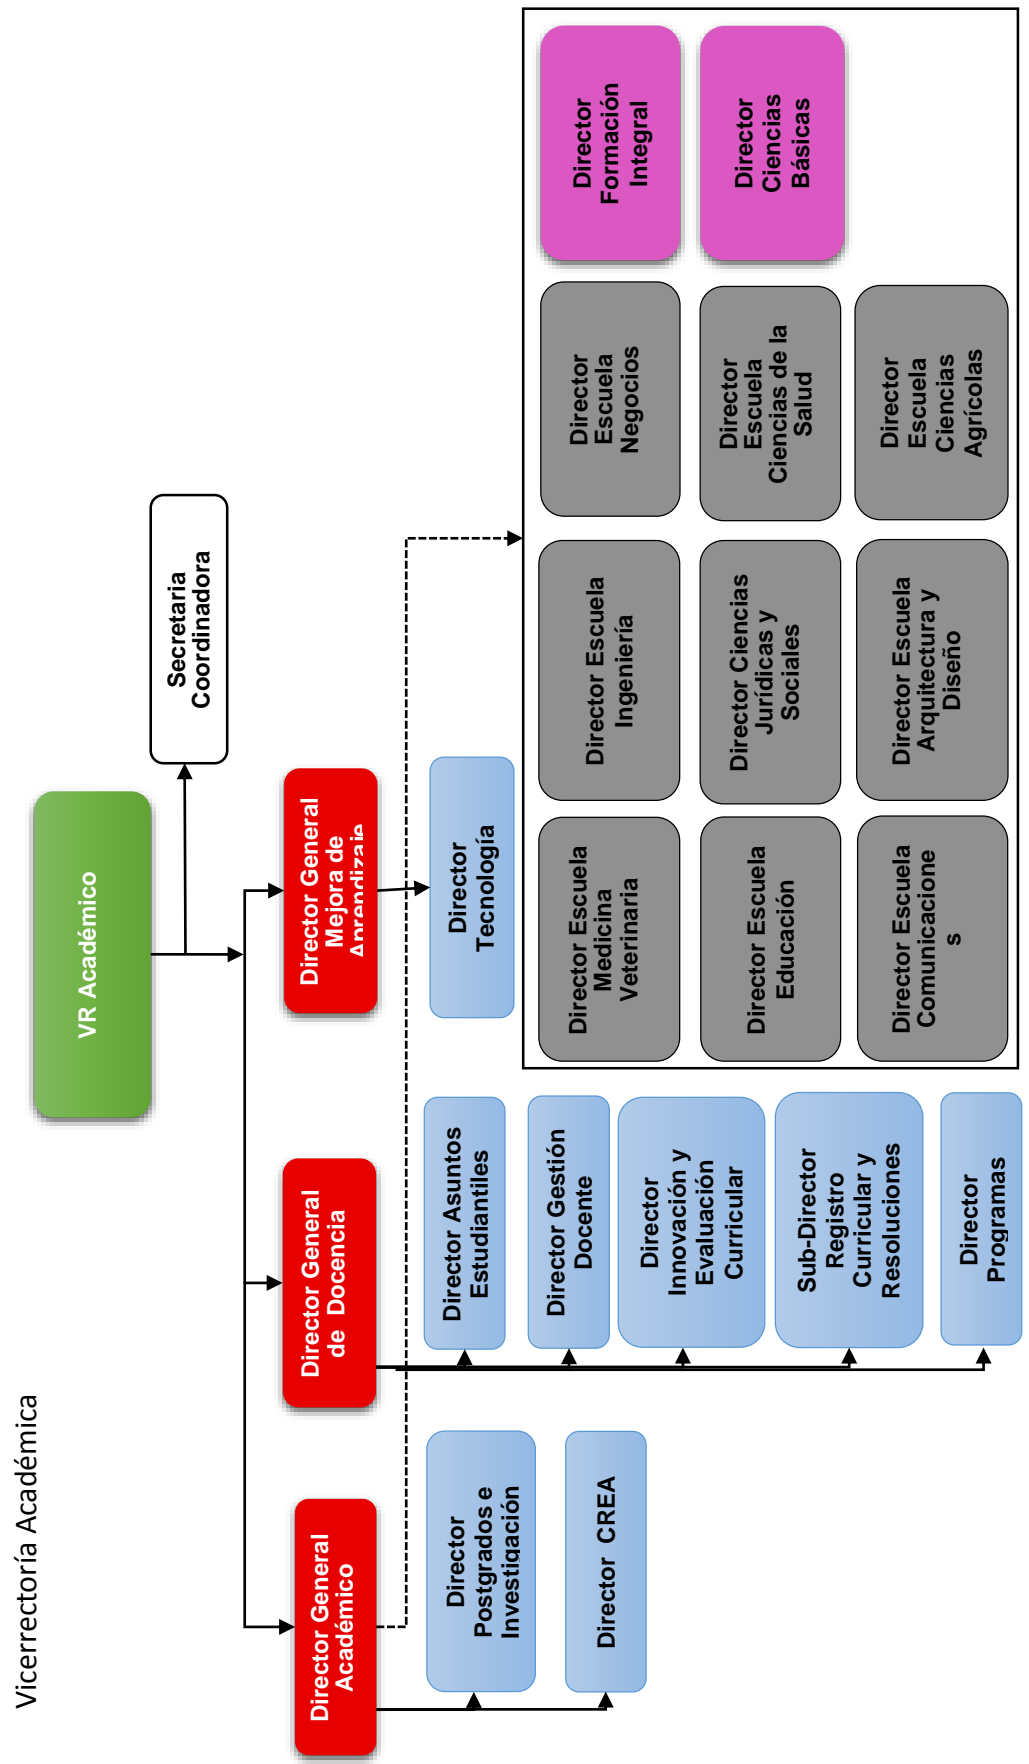 Vicerrectoría Académica
VR Académico
Secretaria
Coordinadora
Director General
Académico
Director General
de  Docencia
Director General
Mejora de
Aprendizaje
Director
Postgrados e
Investigación
Director  CREA
Director Asuntos
Estudiantiles
Director Gestión
Docente
Director
Innovación y
Evaluación
Curricular
Sub-Director
Registro
Curricular y
Resoluciones
Director
Programas
Director
Tecnología
Director Escuela
Medicina
Veterinaria
Director Escuela
Ingeniería
Director
Escuela
Negocios
Director
Formación
Integral
Director Escuela
Educación
Director Ciencias
Jurídicas y
Sociales
Director
Escuela
Ciencias de la
Salud
Director
Ciencias
Básicas
Director Escuela
Comunicacione
s
Director Escuela
Arquitectura y
Diseño
Director
Escuela
Ciencias
Agrícolas